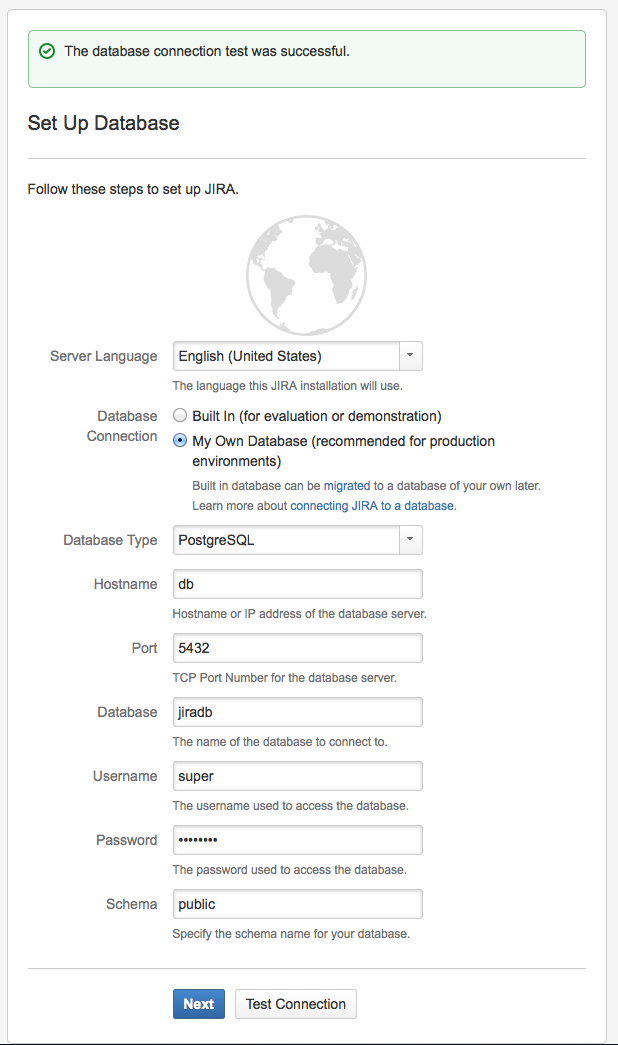 The database connection test was successful.
Set Up Database
Follow these steps to set up JIRA.
Server Language
English (United States)
The language this JIRA installation will use.
Database Connection
Built In (for evaluation or demonstration)
My Own Database (recommended for production
environments)
Built in database can be migrated to a database of your own later.
Learn more about connecting JIRA to a database.
Database Type
PostgreSQL
Hostname
db
Hostname or IP address of the database server.
Port
5432
TCP Port Number for the database server.
Database
jiradb
The name of the database to connect to.
Username
super
The username used to access the database.
Password
••••••••
The password used to access the database.
Schema
public
Specify the schema name for your database.
Next
Test Connection